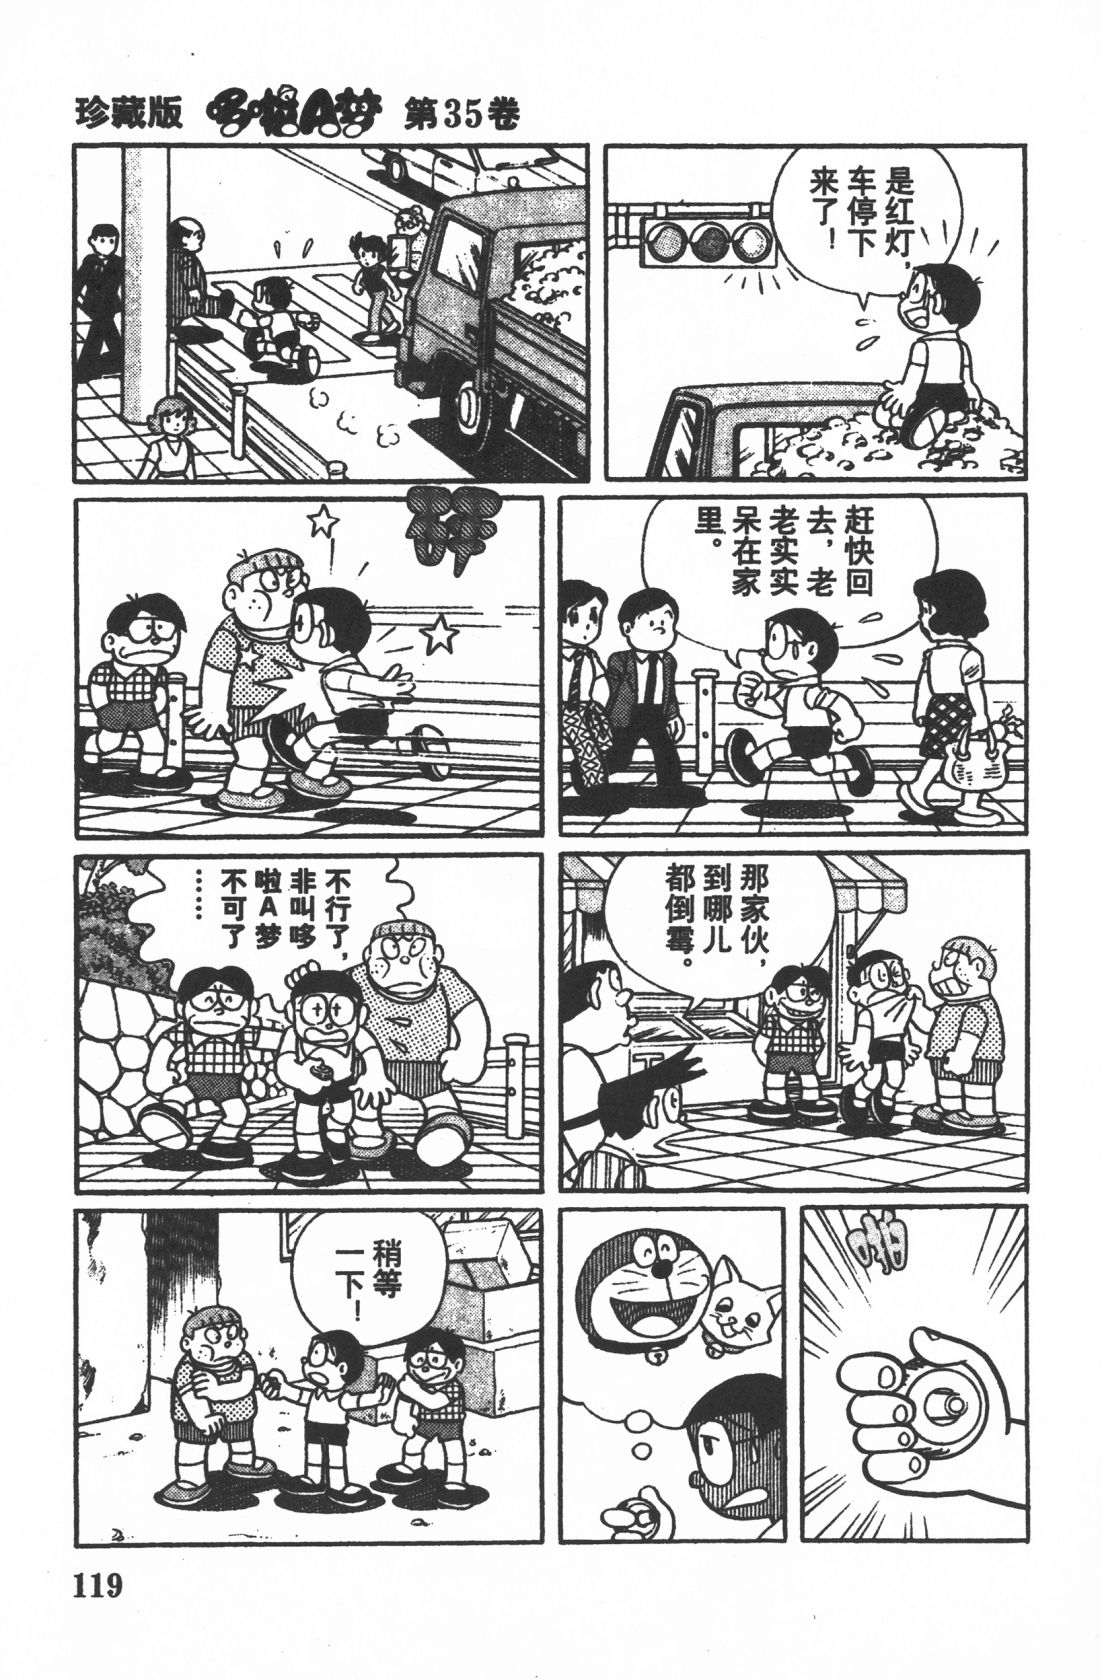 珍藏版 哆啦A梦 第35卷
是红灯，
车停下
来了！
赶快回
去，老
老实实
呆在家
里。
那家伙，
到哪儿
都倒霉。
不行了，
非叫哆
啦A梦
不可了
……
啪
稍等
一下！
119